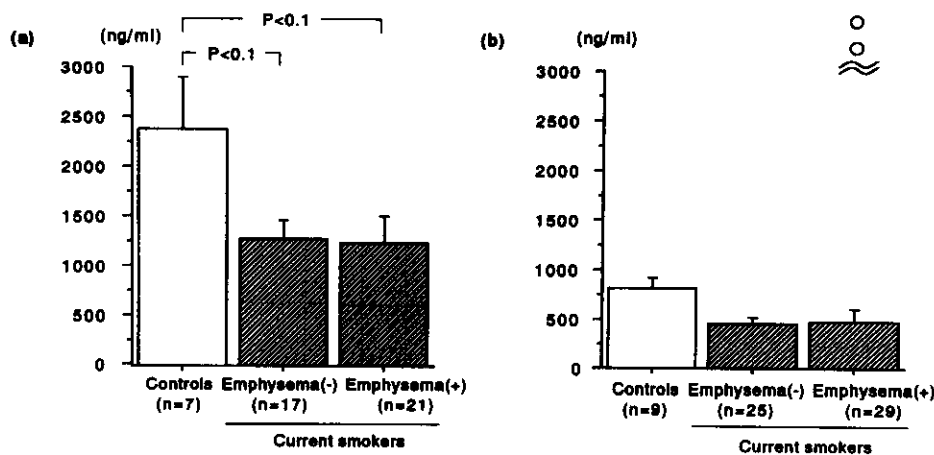 (a)
(ng/ml)
P<0.1
P<0.1
3000
2500
2000
1500
1000
500
0
Controls Emphysema(-) Emphysema(+)
(n=7) (n=17) (n=21)
Current smokers
(b)
(ng/ml)
3000
2500
2000
1500
1000
500
0
Controls Emphysema(-) Emphysema(+)
(n=9) (n=25) (n=29)
Current smokers